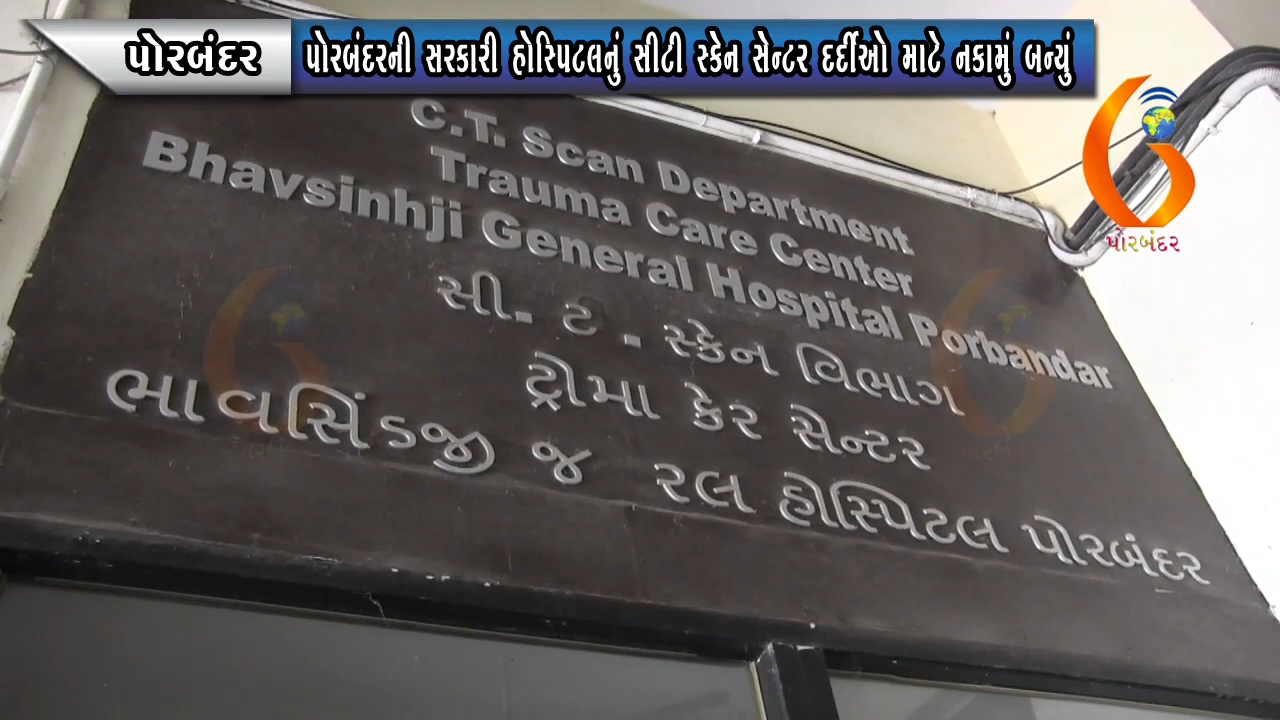 પોરબંદર
પોરબંદરની સરકારી હોસ્પિટલનું સીટી સ્કેન સેન્ટર દર્દીઓ માટે નકામું બન્યું
પોરબંદર
C.T. Scan Department
Trauma Care Center
Bhavsinhji General Hospital Porbandar
સી. ટ . સ્કેન વિભાગ
ટ્રોમા કેર સેન્ટર
ભાવસિંડજી જ રલ હોસ્પિટલ પોરબંદર